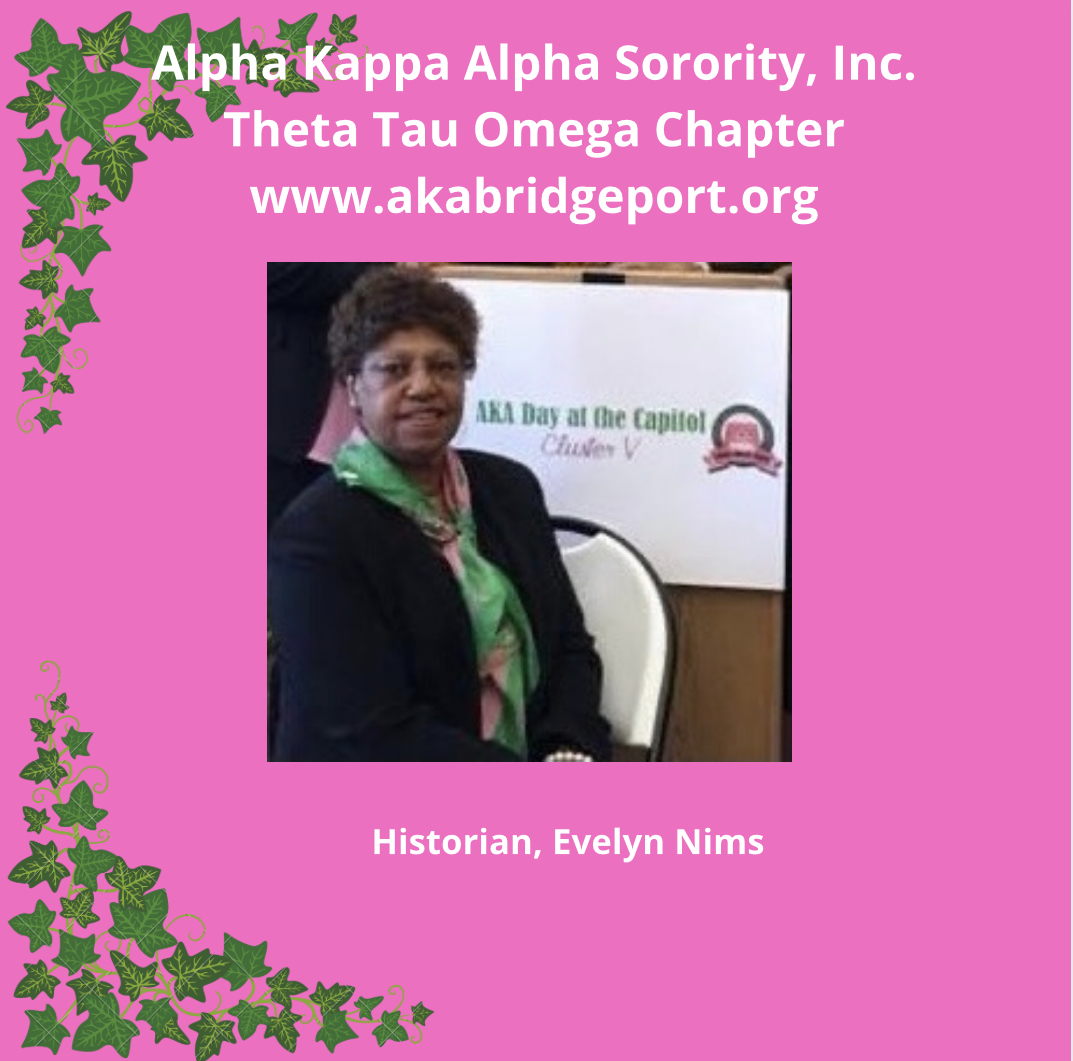 Alpha Kappa Alpha Sorority, Inc.
Theta Tau Omega Chapter
www.akabridgeport.org
AKA Day at the Capitol
Cluster V
Historian, Evelyn Nims